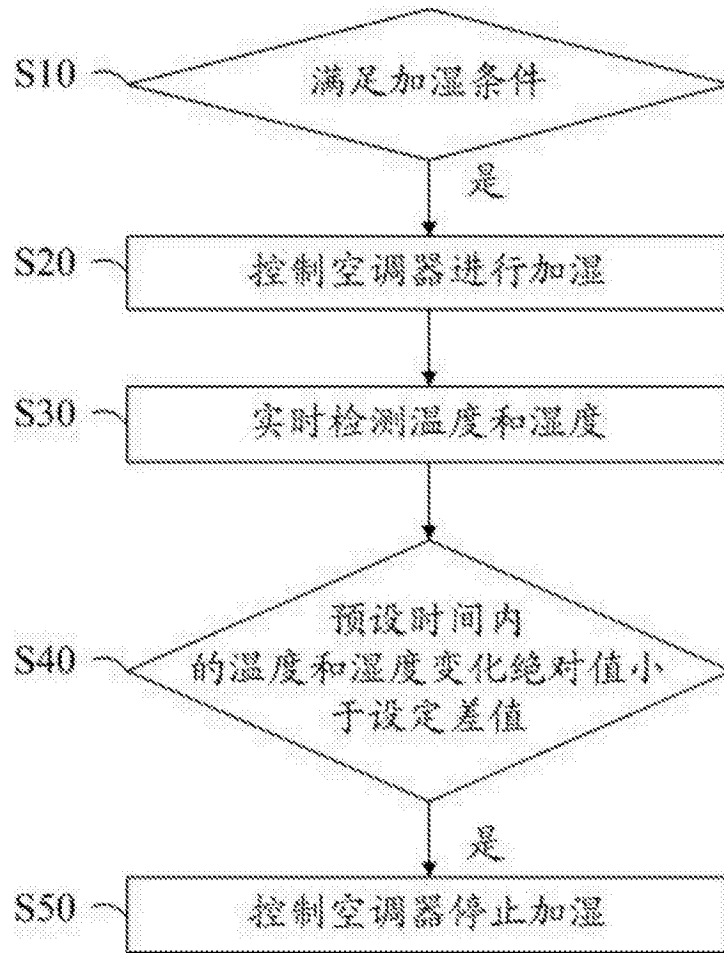 S10
满足加湿条件
是
S20
控制空调器进行加湿
S30
实时检测温度和湿度
S40
预设时间内
的温度和湿度变化绝对值小
于设定差值
是
S50
控制空调器停止加湿